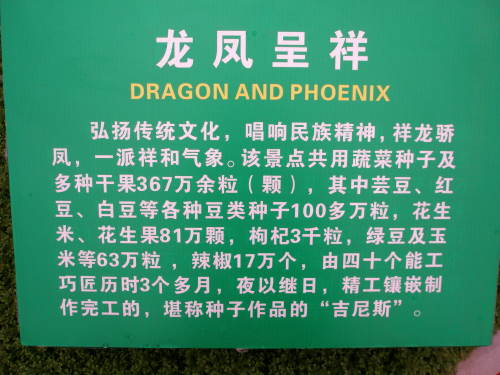 龙凤呈祥
DRAGON AND PHOENIX
弘扬传统文化，唱响民族精神，祥龙骄
凤，一派祥和气象。该景点共用蔬菜种子及
多种干果367万余粒（颗），其中芸豆、红
豆、白豆等各种豆类种子100多万粒，花生
米、花生果81万颗，枸杞3千粒，绿豆及玉
米等63万粒，辣椒17万个，由四十个能工
巧匠历时3个多月，夜以继日，精工镶嵌制
作完工的，堪称种子作品的“吉尼斯”。